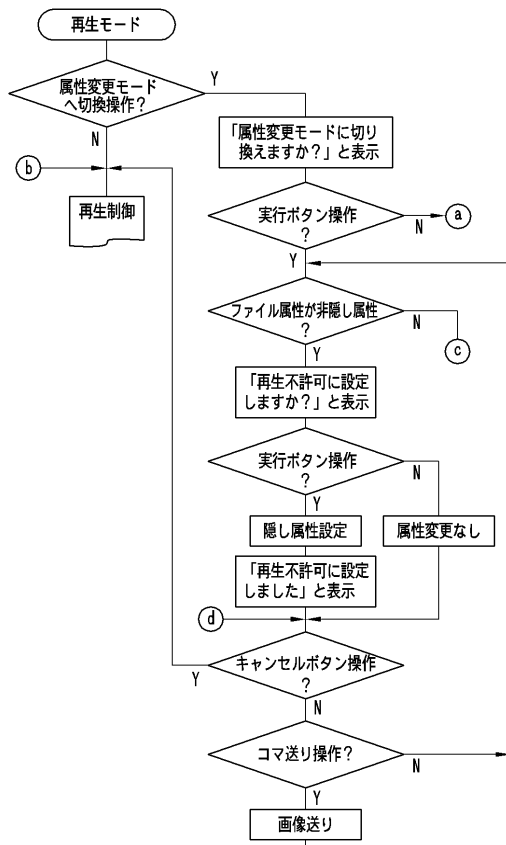 再生モード
属性変更モード
へ切換操作？
Y
N
「属性変更モードに切り
換えますか？」と表示
b
再生制御
実行ボタン操作
？
N
a
Y
ファイル属性が非隠し属性
？
N
c
Y
「再生不許可に設定
しますか？」と表示
実行ボタン操作
？
N
Y
隠し属性設定
属性変更なし
「再生不許可に設定
しました」と表示
d
キャンセルボタン操作
？
Y
N
コマ送り操作？
N
Y
画像送り